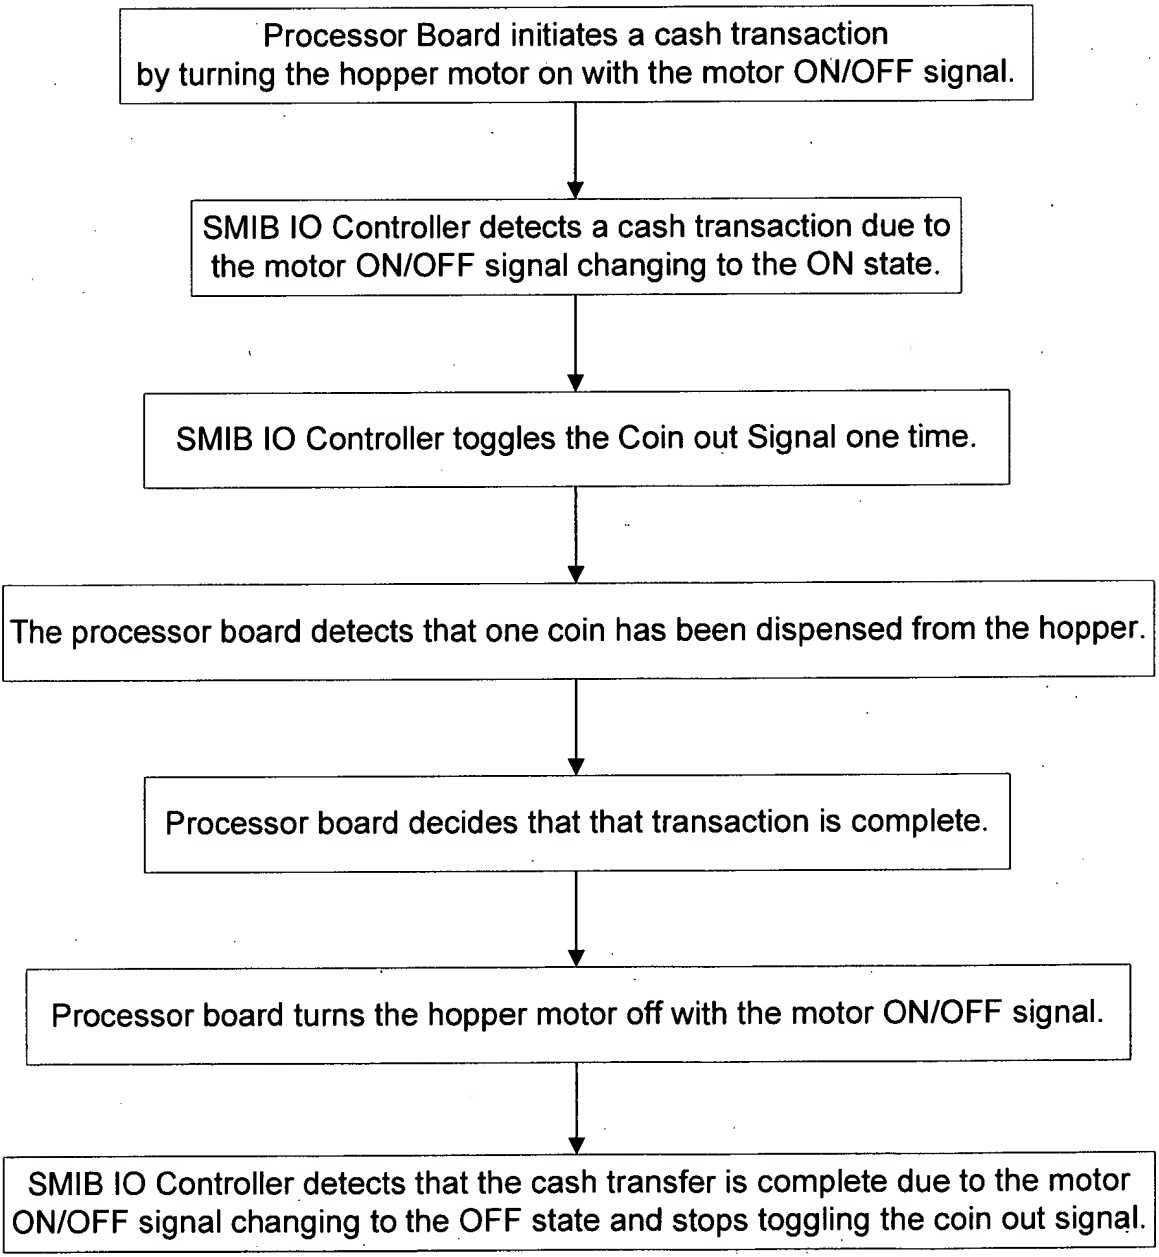 Processor Board initiates a cash transaction
by turning the hopper motor on with the motor ON/OFF signal.
SMIB IO Controller detects a cash transaction due to
the motor ON/OFF signal changing to the ON state.
SMIB IO Controller toggles the Coin out Signal one time.
The processor board detects that one coin has been dispensed from the hopper.
Processor board decides that that transaction is complete.
Processor board turns the hopper motor off with the motor ON/OFF signal.
SMIB IO Controller detects that the cash transfer is complete due to the motor
ON/OFF signal changing to the OFF state and stops toggling the coin out signal.